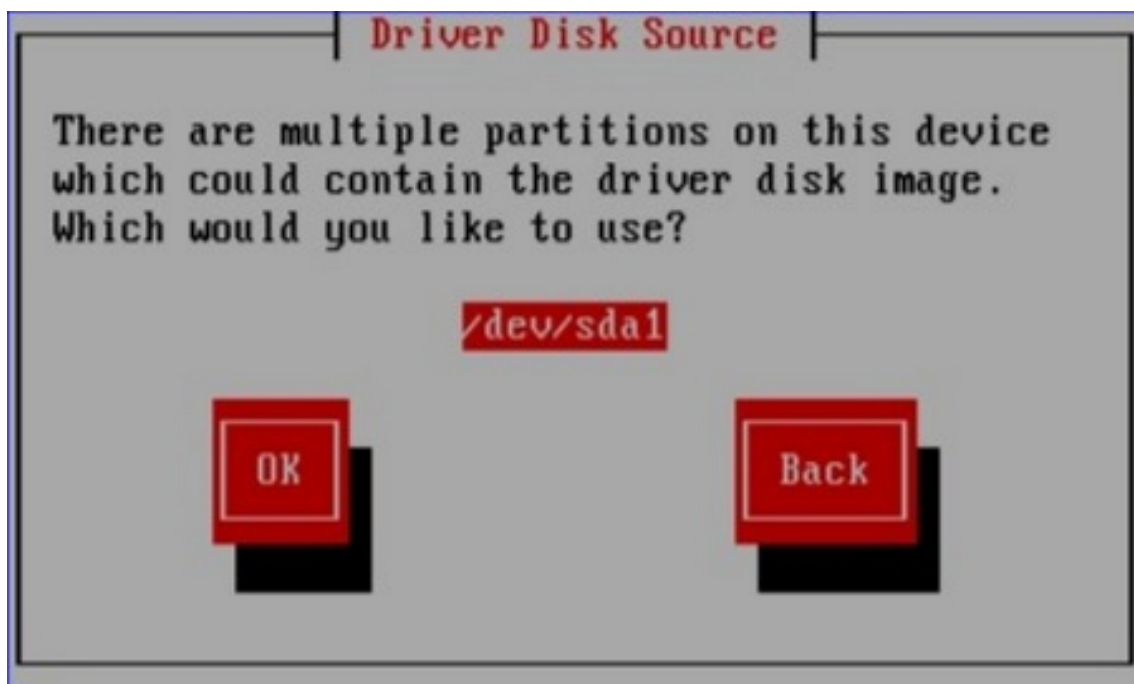 Driver Disk Source
There are multiple partitions on this device
which could contain the driver disk image.
Which would you like to use?
/dev/sda1
OK
Back